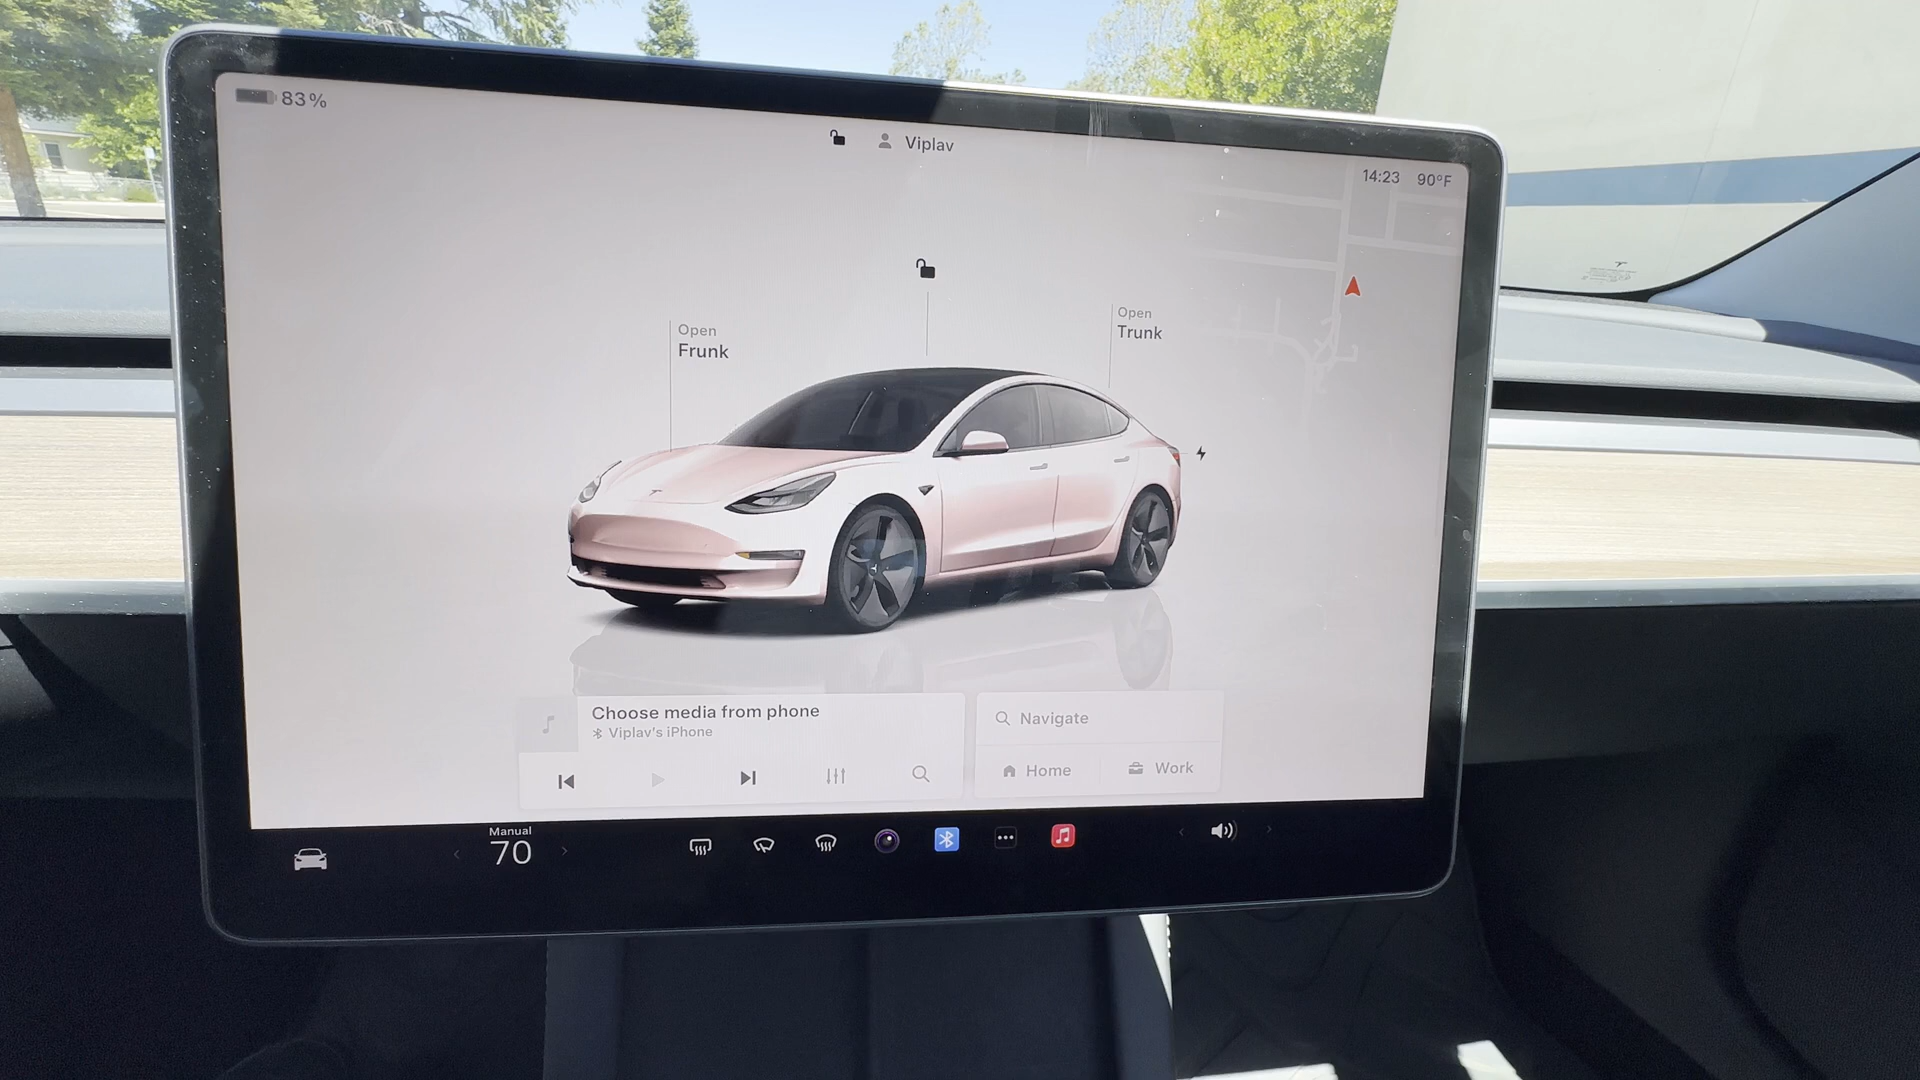 83%
Viplav
14:23 90°F
Open
Trunk
Open
Frunk
Choose media from phone
Viplav's iPhone
Navigate
Home
Work
Manual
70